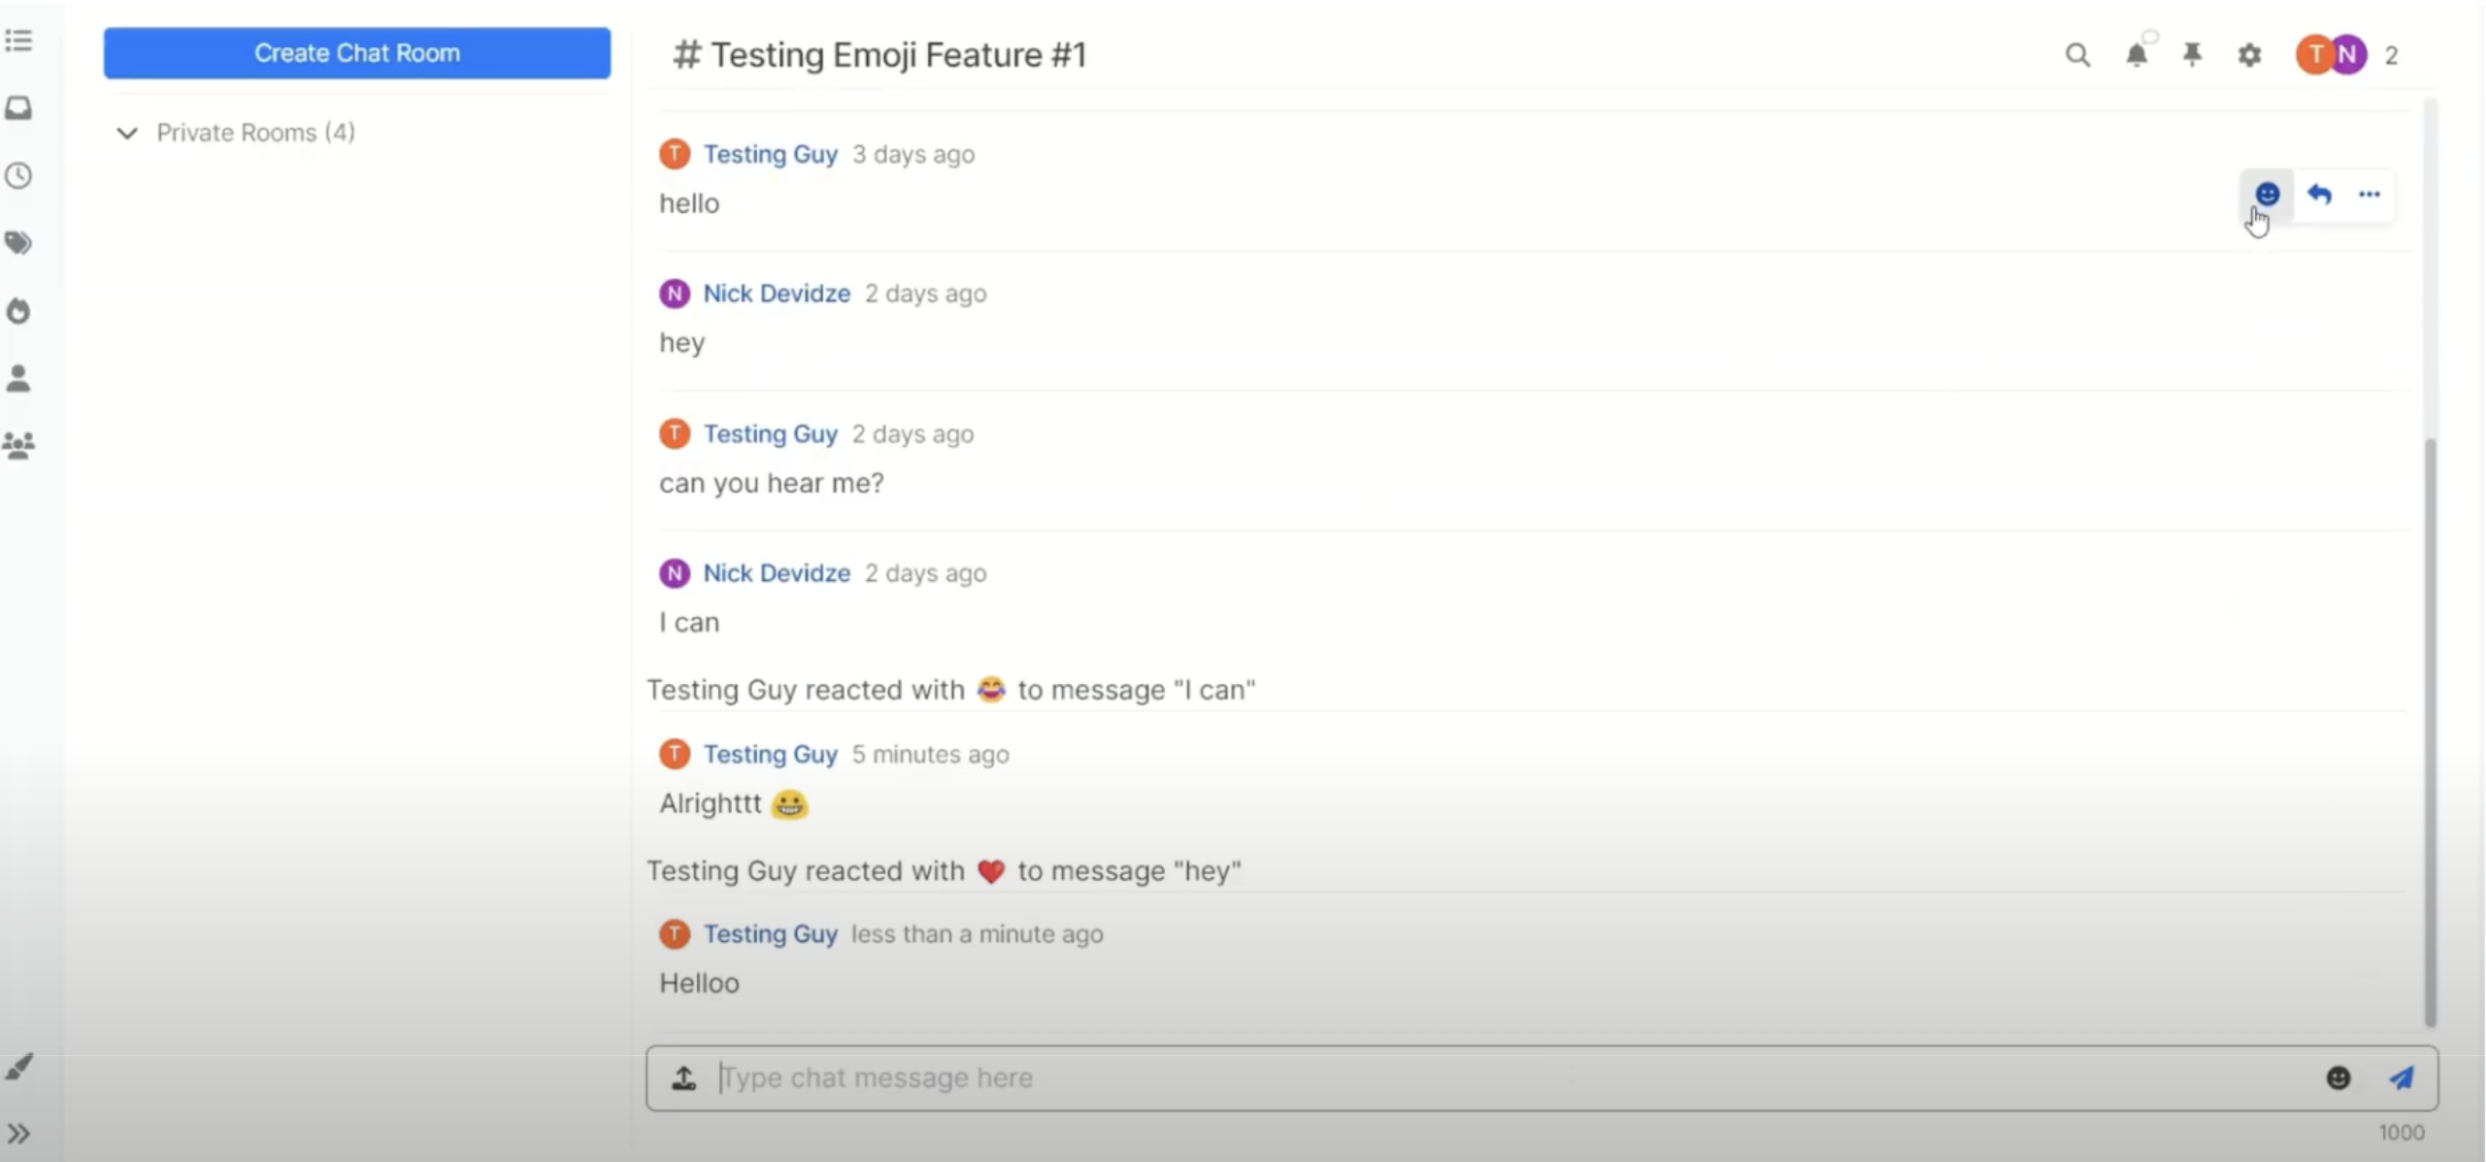 Create Chat Room
Private Rooms (4)
# Testing Emoji Feature #1
T N 2
T Testing Guy 3 days ago
hello
N Nick Devidze 2 days ago
hey
T Testing Guy 2 days ago
can you hear me?
N Nick Devidze 2 days ago
I can
Testing Guy reacted with 😂 to message "I can"
T Testing Guy 5 minutes ago
Alrighttt 😀
Testing Guy reacted with ❤️ to message "hey"
T Testing Guy less than a minute ago
Helloo
Type chat message here
1000